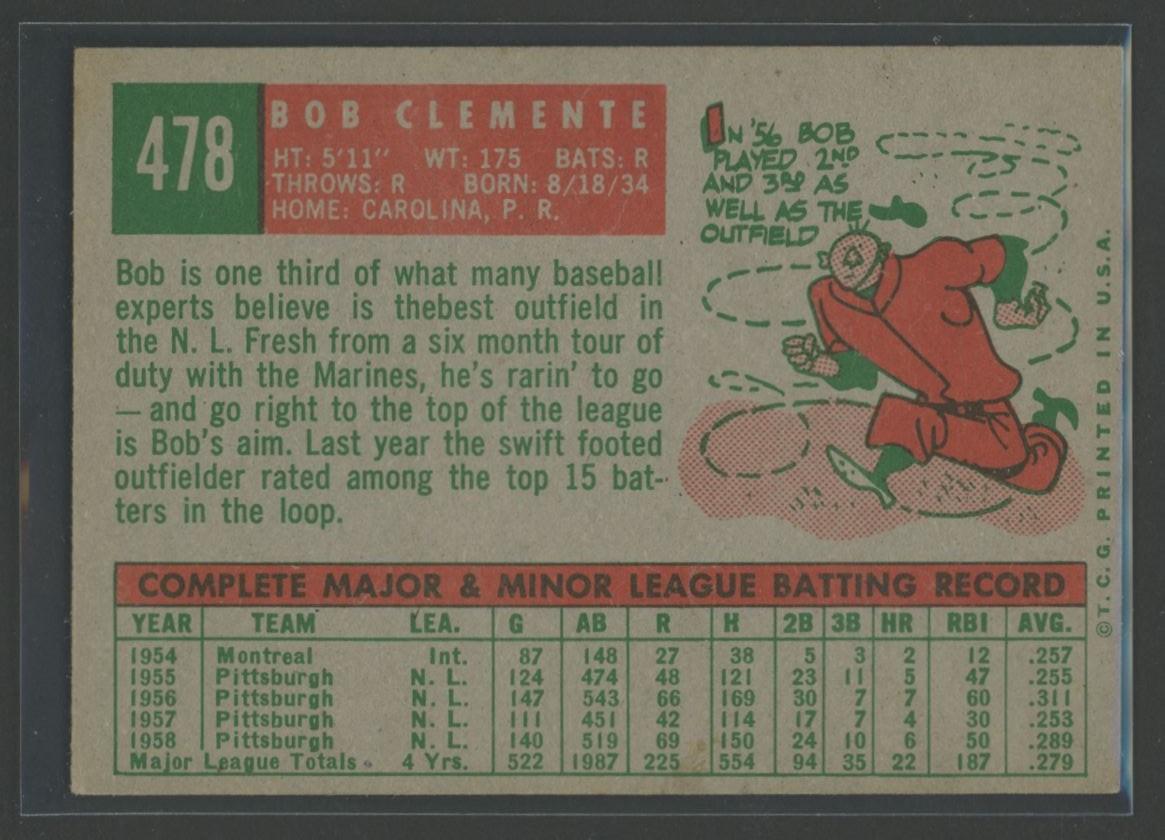 478
BOB CLEMENTE
HT: 5'11" WT: 175 BATS: R
THROWS: R BORN: 8/18/34
HOME: CAROLINA, P. R.
IN '56 BOB
PLAYED 2ND
AND 3RD AS
WELL AS THE
OUTFIELD
Bob is one third of what many baseball
experts believe is thebest outfield in
the N. L. Fresh from a six month tour of
duty with the Marines, he's rarin' to go
—and go right to the top of the league
is Bob's aim. Last year the swift footed
outfielder rated among the top 15 bat-
ters in the loop.
COMPLETE MAJOR & MINOR LEAGUE BATTING RECORD
YEAR TEAM LEA. G AB R H 2B 3B HR RBI AVG.
1954 Montreal Int. 87 148 27 38 5 3 2 12 .257
1955 Pittsburgh N. L. 124 474 48 121 23 11 5 47 .255
1956 Pittsburgh N. L. 147 543 66 169 30 7 7 60 .311
1957 Pittsburgh N. L. 111 451 42 114 17 7 4 30 .253
1958 Pittsburgh N. L. 140 519 69 150 24 10 6 50 .289
Major League Totals 4 Yrs. 522 1987 225 554 94 35 22 187 .279
© T. C. G. PRINTED IN U.S.A.